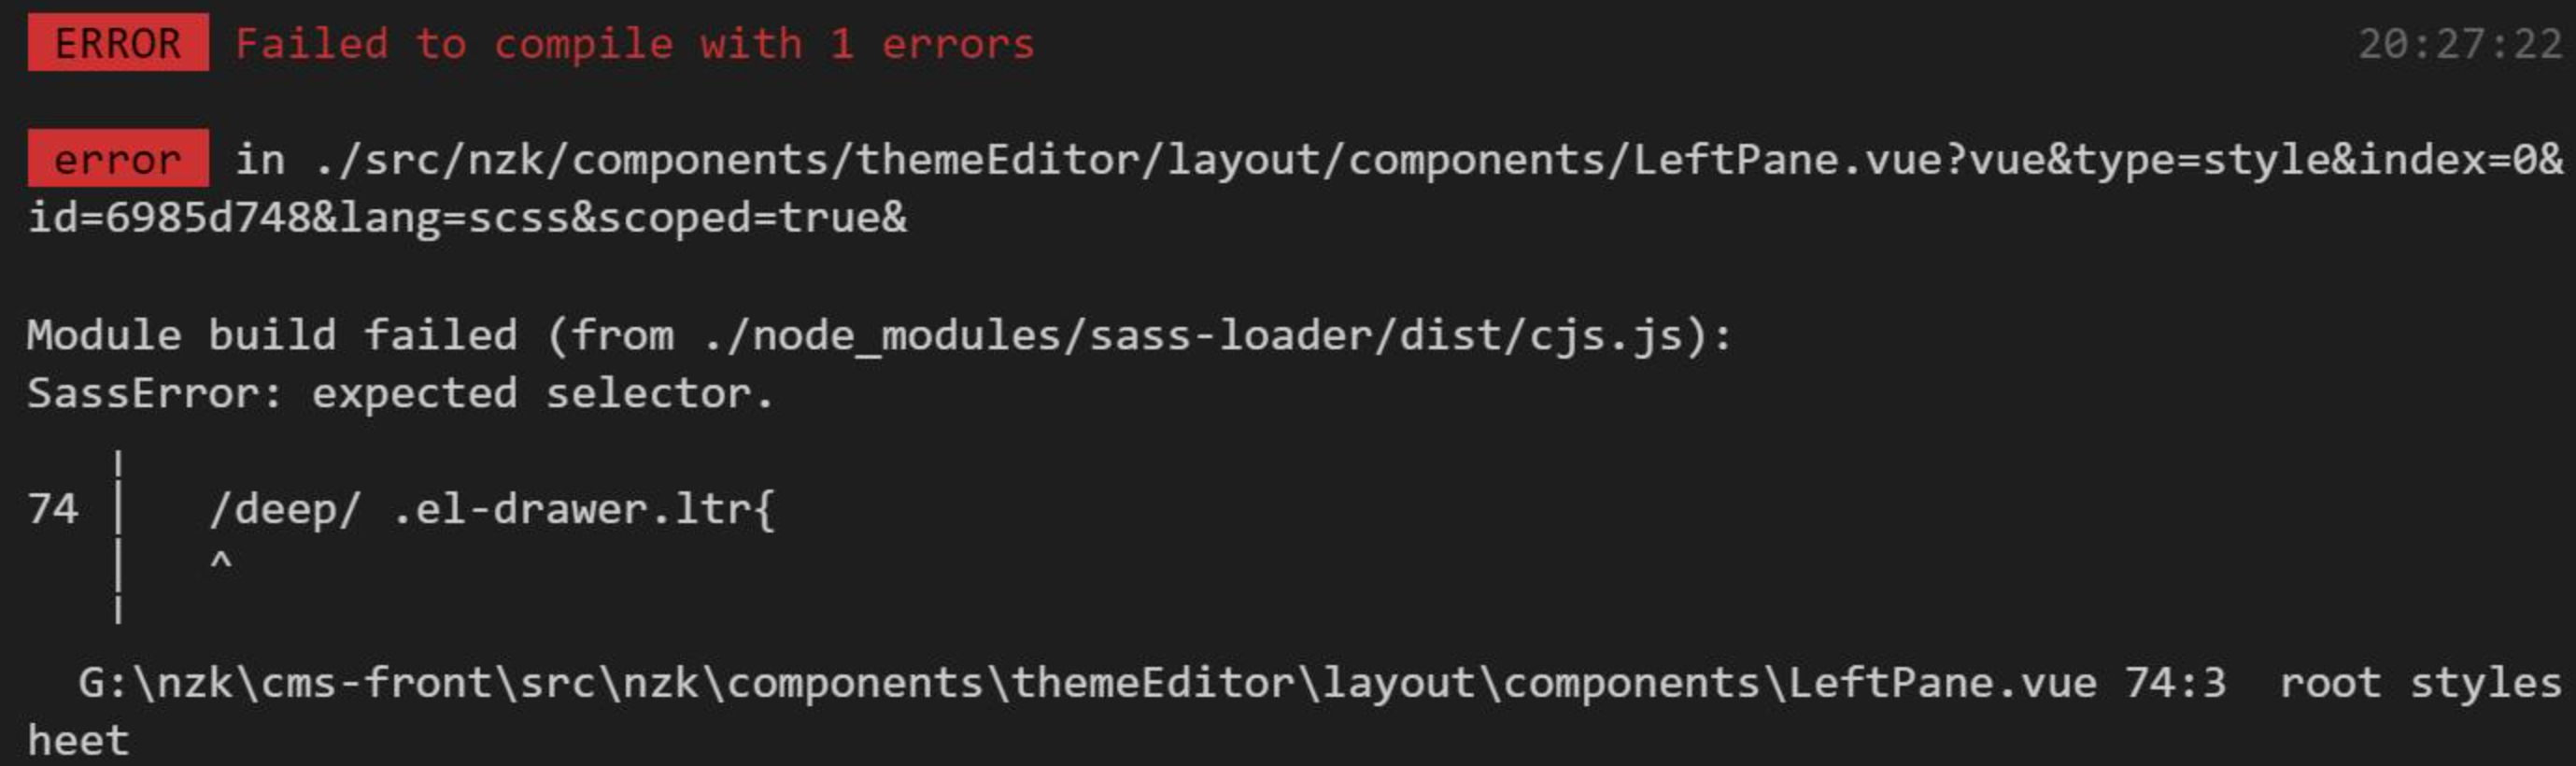 ERROR Failed to compile with 1 errors 20:27:22
error in ./src/nzk/components/themeEditor/layout/components/LeftPane.vue?vue&type=style&index=0&
id=6985d748&lang=scss&scoped=true&
Module build failed (from ./node_modules/sass-loader/dist/cjs.js):
SassError: expected selector.
|
74 | /deep/ .el-drawer.ltr{
| ^
|
G:\nzk\cms-front\src\nzk\components\themeEditor\layout\components\LeftPane.vue 74:3 root styles
heet